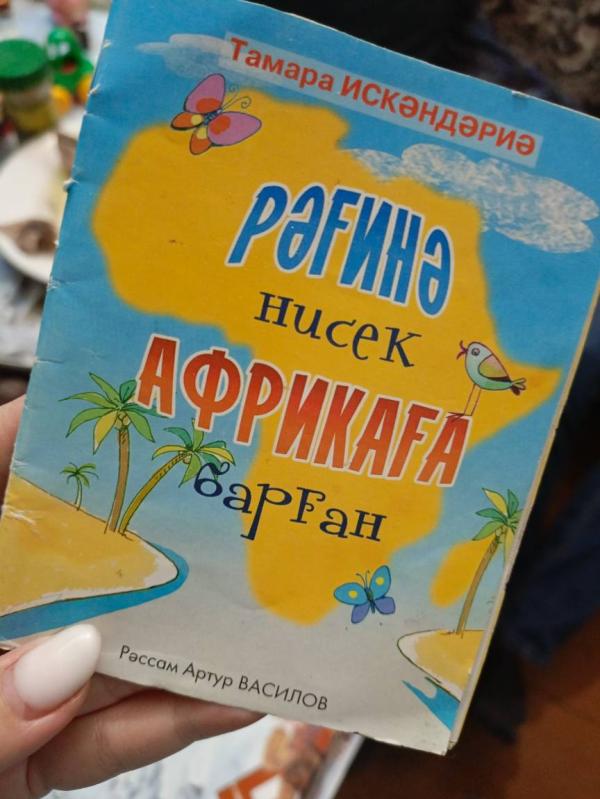 Тамара ИСКӘНДӘРИӘ
РӘҒИНӘ
нисек
АФРИКАҒА
барған
Рәссам Артур ВАСИЛОВ